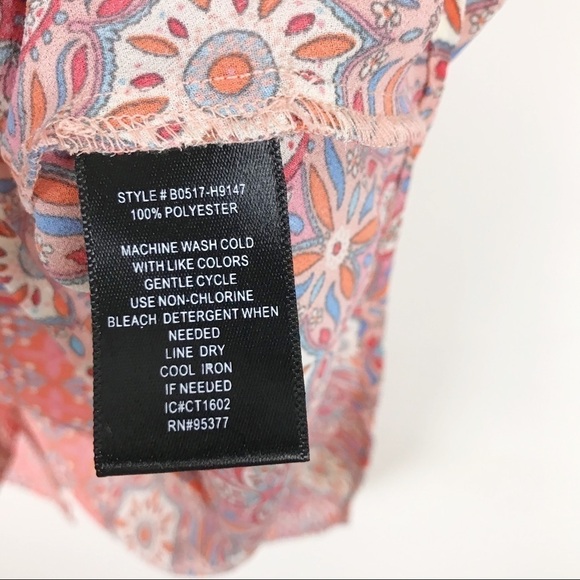 STYLE # B0517-H9147
100% POLYESTER
MACHINE WASH COLD
WITH LIKE COLORS
GENTLE CYCLE
USE NON-CHLORINE
BLEACH DETERGENT WHEN
NEEDED
LINE DRY
COOL IRON
IF NEEDED
IC#CT1602
RN#95377